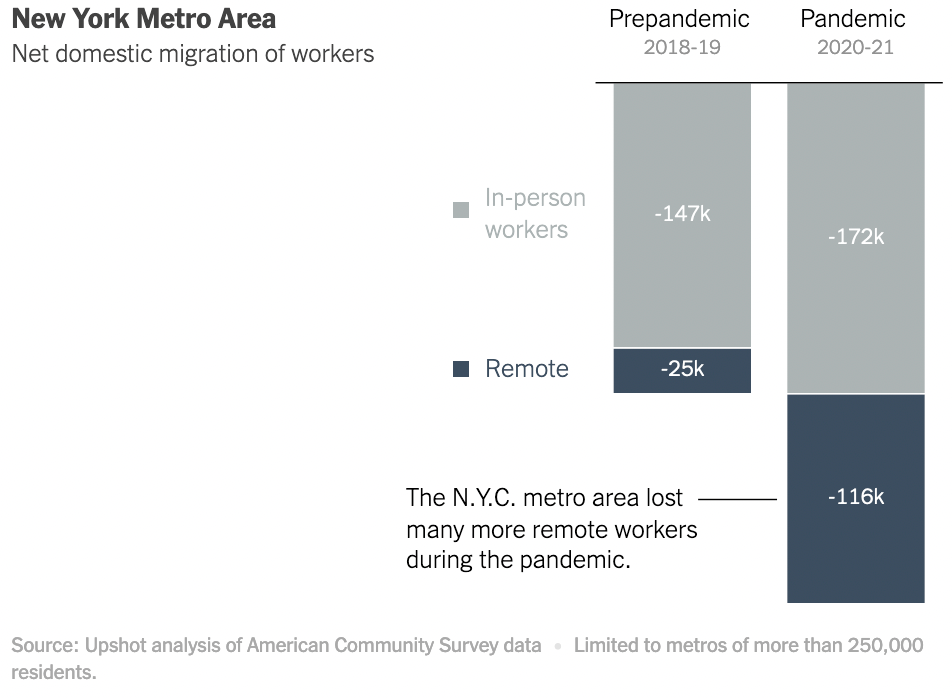 New York Metro Area
Net domestic migration of workers
Prepandemic
2018-19
Pandemic
2020-21
In-person
workers
-147k
-172k
Remote
-25k
-116k
The N.Y.C. metro area lost
many more remote workers
during the pandemic.
Source: Upshot analysis of American Community Survey data • Limited to metros of more than 250,000
residents.